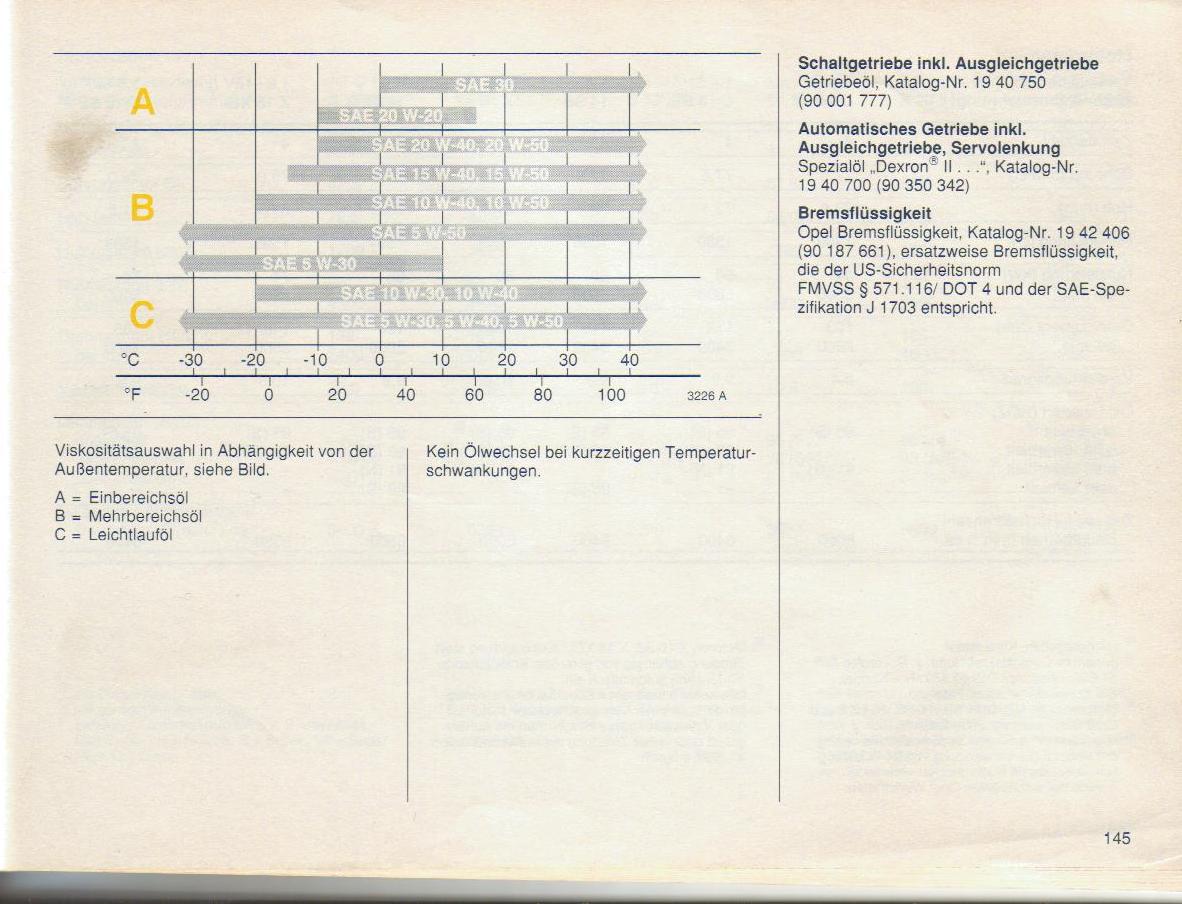 A
SAE 30
SAE 20 W-20
B
SAE 20 W-40, 20 W-50
SAE 15 W-40, 15 W-50
SAE 10 W-40, 10 W-50
SAE 5 W-50
SAE 5 W-30
C
SAE 10 W-30, 10 W-40
SAE 5 W-30, 5 W-40, 5 W-50
°C -30 -20 -10 0 10 20 30 40
°F -20 0 20 40 60 80 100 3226 A
Viskositätsauswahl in Abhängigkeit von der
Außentemperatur, siehe Bild.
A = Einbereichsöl
B = Mehrbereichsöl
C = Leichtlauföl
Kein Ölwechsel bei kurzzeitigen Temperatur-
schwankungen.
Schaltgetriebe inkl. Ausgleichgetriebe
Getriebeöl, Katalog-Nr. 19 40 750
(90 001 777)
Automatisches Getriebe inkl.
Ausgleichgetriebe, Servolenkung
Spezialöl „Dexron® II . . .“, Katalog-Nr.
19 40 700 (90 350 342)
Bremsflüssigkeit
Opel Bremsflüssigkeit, Katalog-Nr. 19 42 406
(90 187 661), ersatzweise Bremsflüssigkeit,
die der US-Sicherheitsnorm
FMVSS § 571.116/ DOT 4 und der SAE-Spe-
zifikation J 1703 entspricht.
145